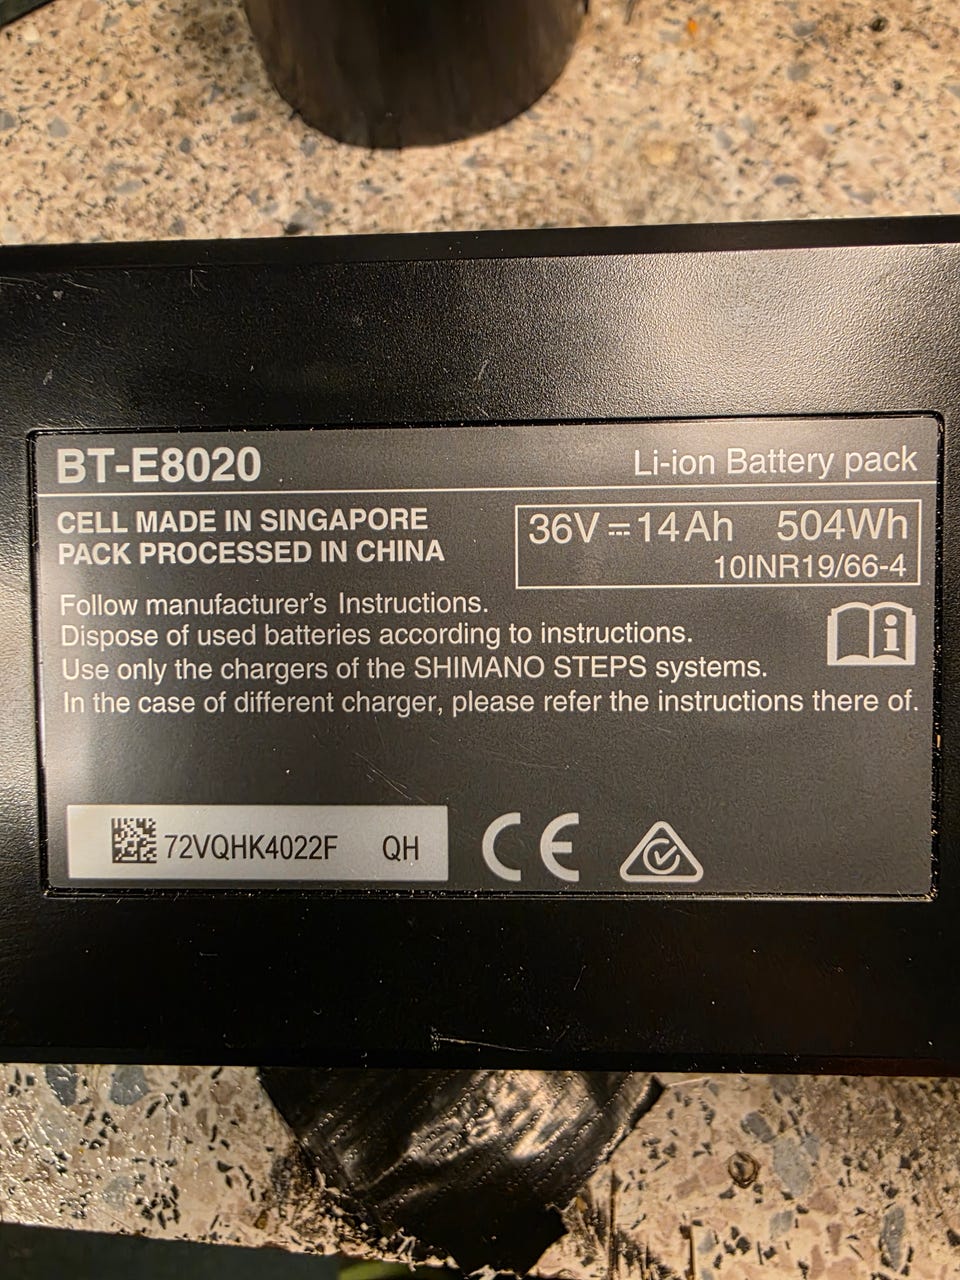 BT-E8020 Li-ion Battery pack
CELL MADE IN SINGAPORE
PACK PROCESSED IN CHINA
36V⎓14Ah 504Wh
10INR19/66-4
Follow manufacturer's Instructions.
Dispose of used batteries according to instructions.
Use only the chargers of the SHIMANO STEPS systems.
In the case of different charger, please refer the instructions there of.
72VQHK4022F QH
CE